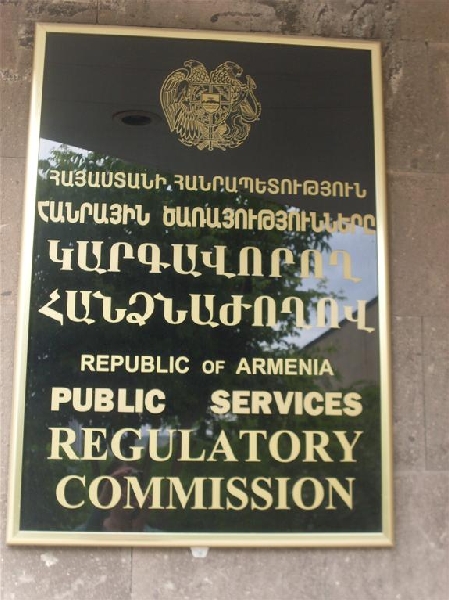 ՀԱՅԱՍՏԱՆԻ ՀԱՆՐԱՊԵՏՈՒԹՅՈՒՆ
ՀԱՆՐԱՅԻՆ ԾԱՌԱՅՈՒԹՅՈՒՆՆԵՐԸ
ԿԱՐԳԱՎՈՐՈՂ
ՀԱՆՁՆԱԺՈՂՈՎ
REPUBLIC OF ARMENIA
PUBLIC SERVICES
REGULATORY
COMMISSION